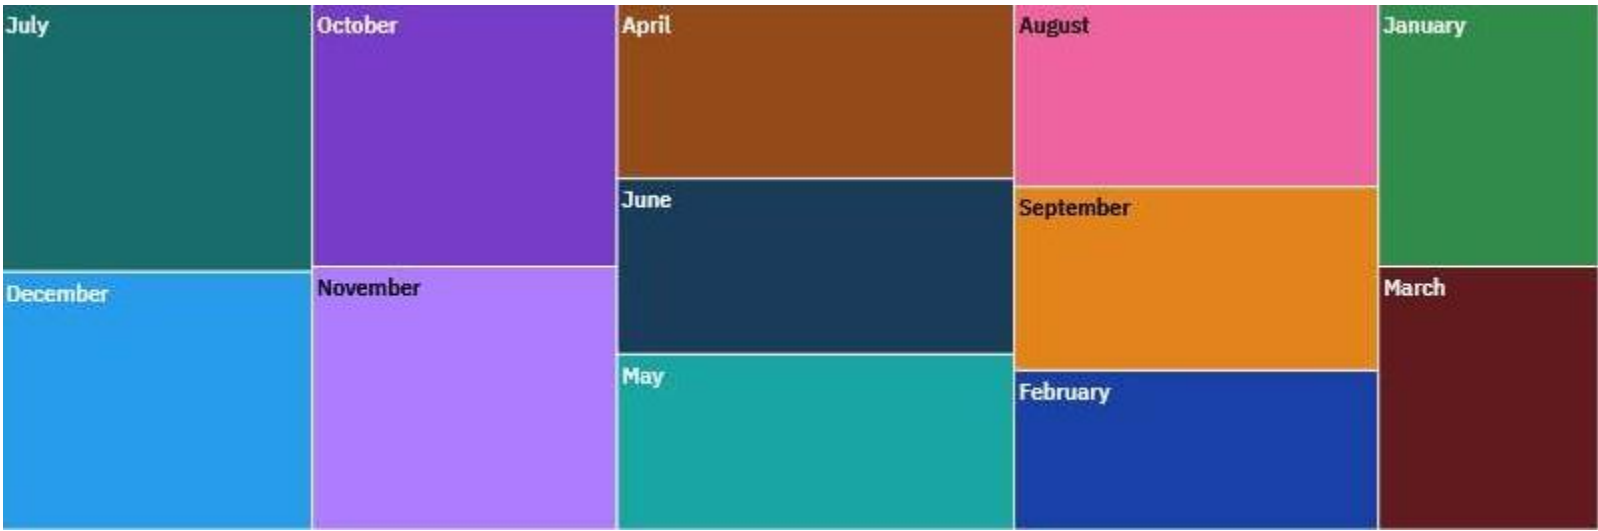 July
December
October
November
April
June
May
August
September
February
January
March